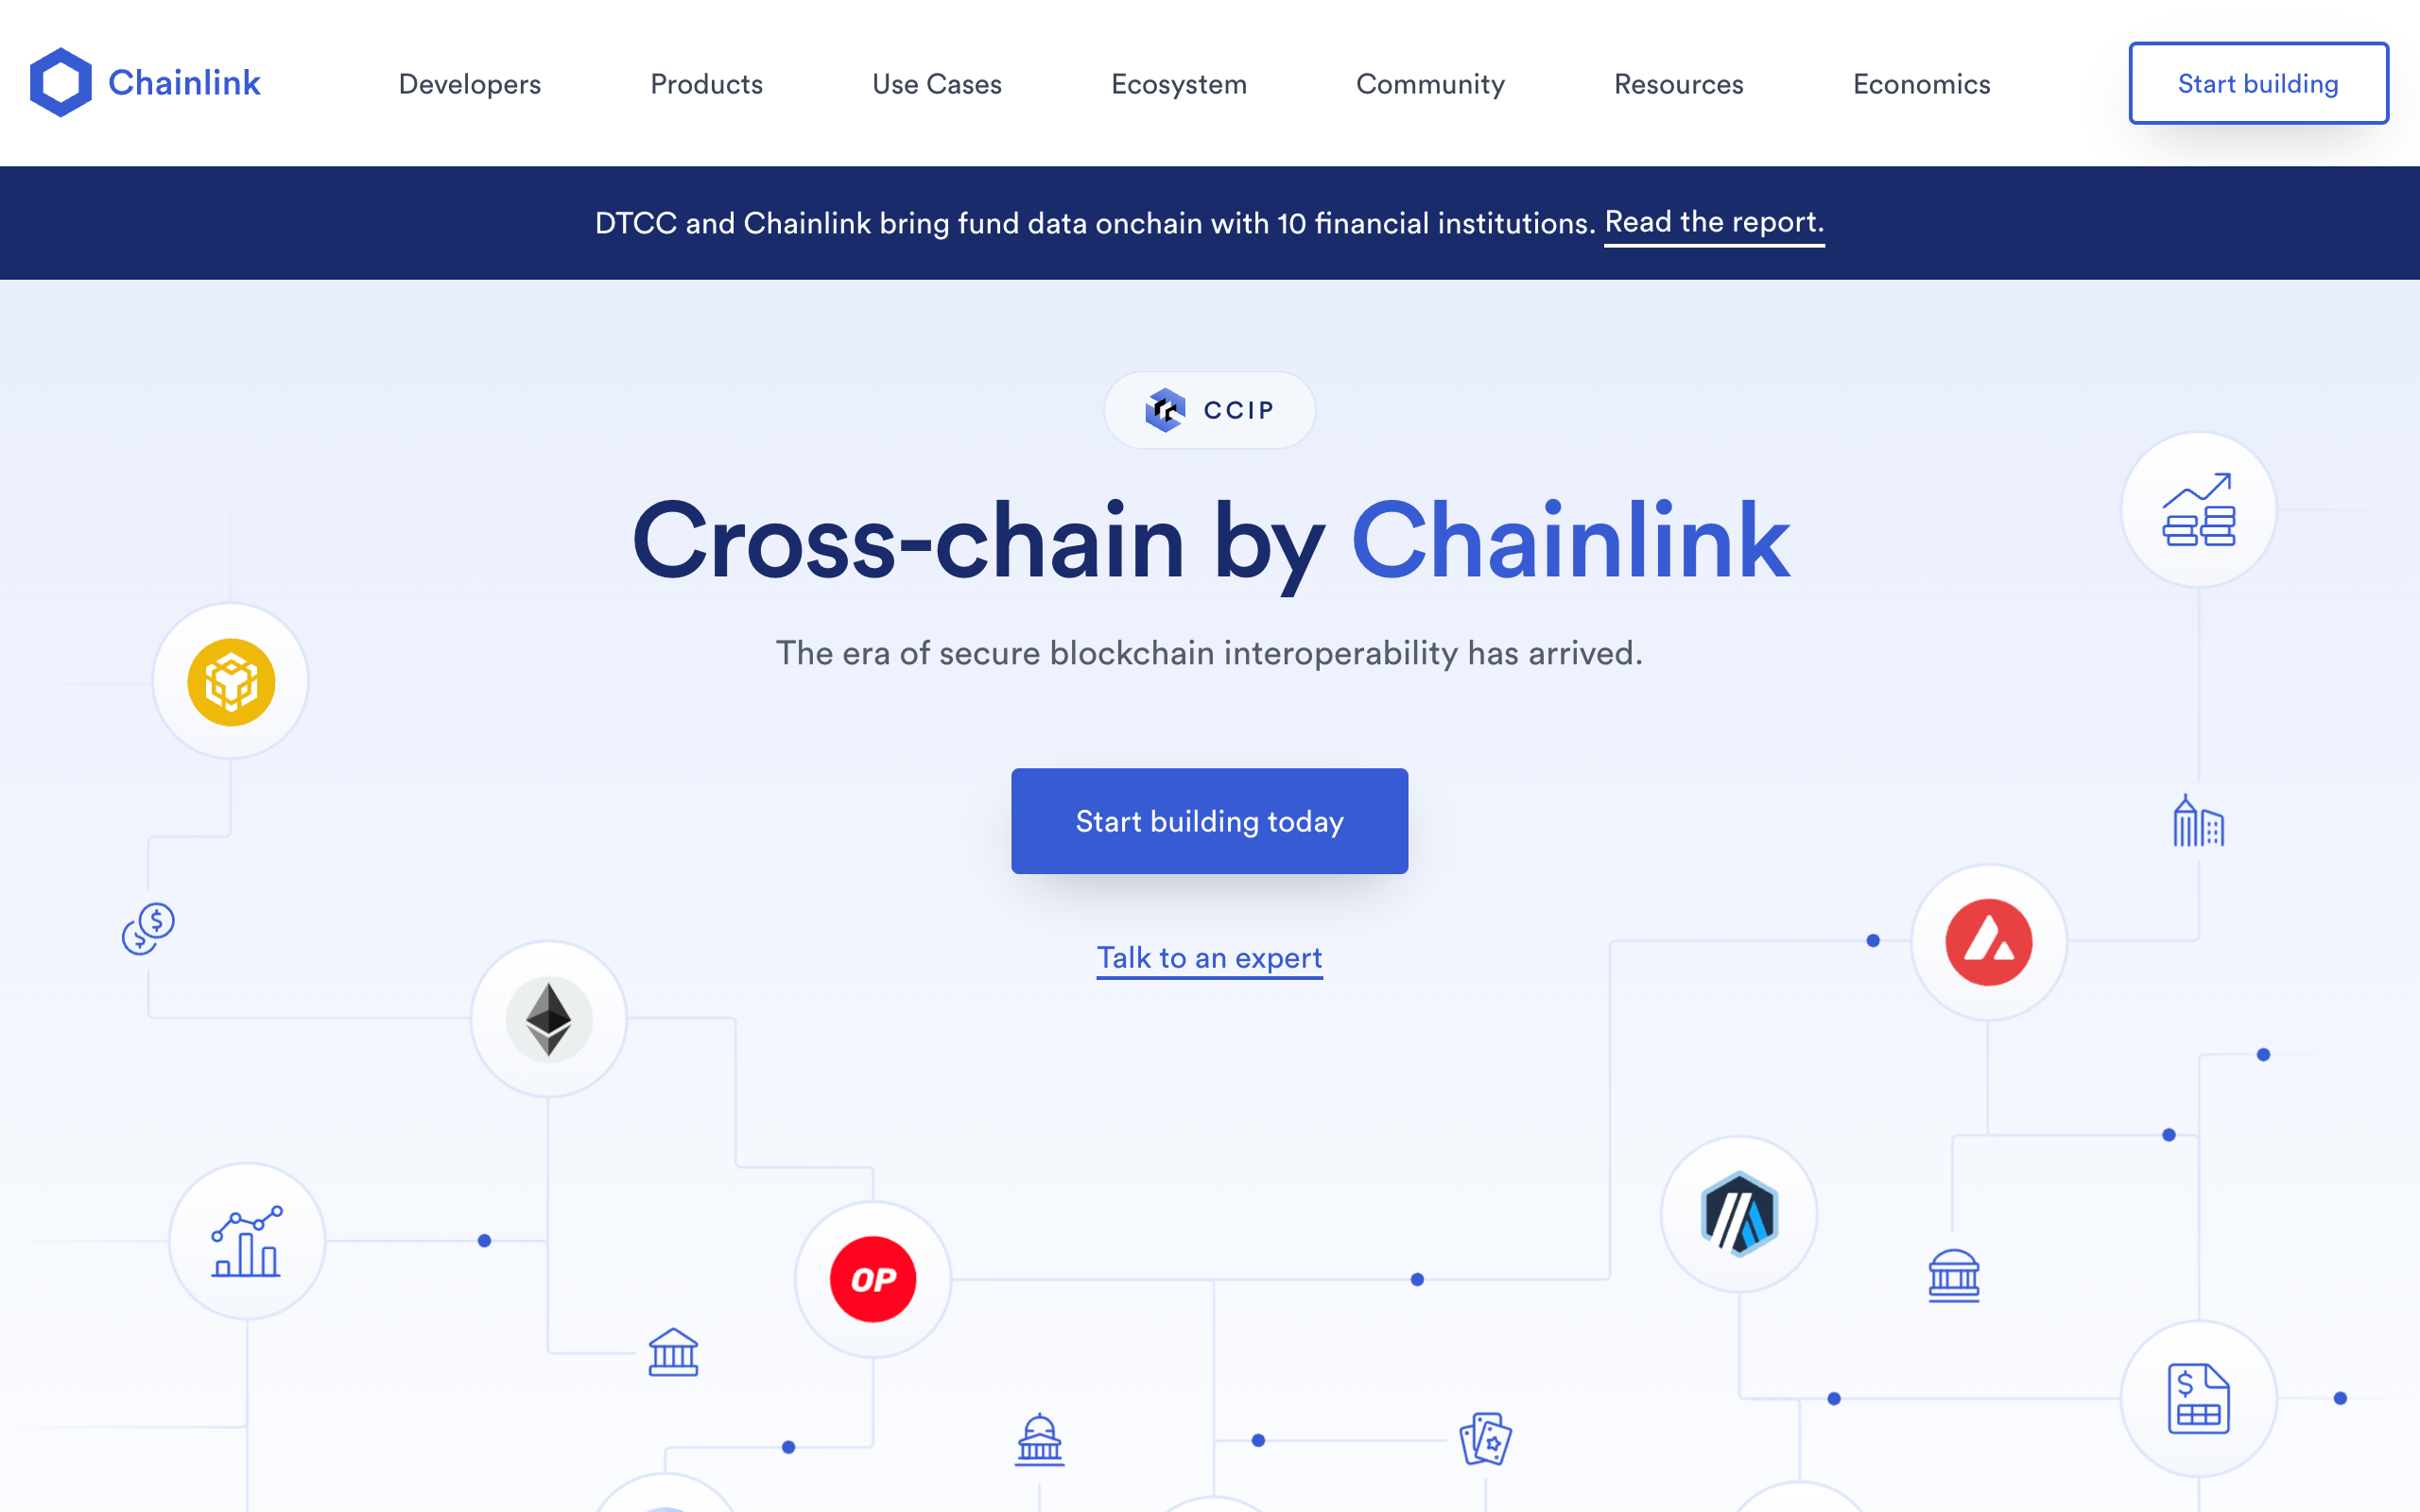 Chainlink
Developers
Products
Use Cases
Ecosystem
Community
Resources
Economics
Start building
DTCC and Chainlink bring fund data onchain with 10 financial institutions. Read the report.
CCIP
Cross-chain by Chainlink
The era of secure blockchain interoperability has arrived.
Start building today
Talk to an expert
$
$
OP
$